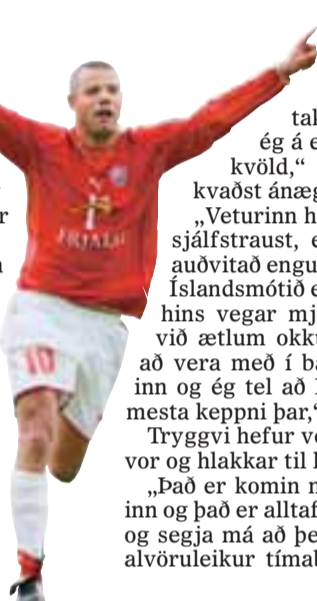 tak
ég á e
kvöld,“
kvaðst ánæg
r
„Veturinn h
sjálfstraust, e
auðvitað engu
Íslandsmótið e
hins vegar mj
við ætlum okku
að vera með í ba
inn og ég tel að
mesta keppni þar,“
Tryggvi hefur ve
vor og hlakkar til
„Það er komin
inn og það er alltaf
og segja má að þe
alvöruleikur tímab
FRJÁLSI
10